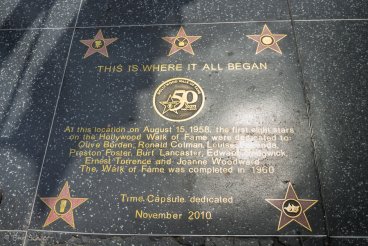 THIS IS WHERE IT ALL BEGAN
50
At this location on August 15, 1958, the first eight stars
on the Hollywood Walk of Fame were dedicated to:
Olive Borden, Ronald Colman, Louise Fazenda,
Preston Foster, Burt Lancaster, Edward Sedgwick,
Ernest Torrence and Joanne Woodward.
The Walk of Fame was completed in 1960.
Time Capsule dedicated
November 2010.